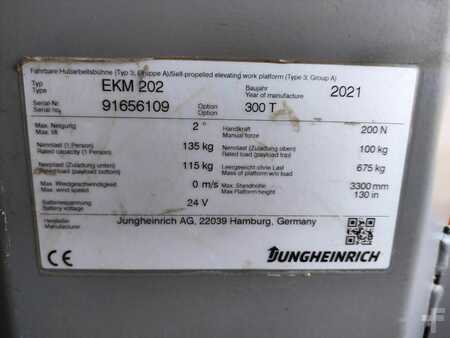 Fahrbare Hubarbeitsbühne (Typ 3, Gruppe A)/Self-propelled elevating work platform (Type 3, Group A)
Type EKM 202 Baujahr 2021
Year of manufacture
Serial-Nr. 91656109 Option 300 T
Serial No. Option
Max. Neigung 2° Handkraft 200 N
Max. tilt Manual force
Nennlast (1 Person) 135 kg Nennlast (Zuladung oben) 100 kg
Rated capacity (1 Person) Rated load (payload top)
Nennlast (Zuladung unten) 115 kg Leergewicht ohne Last 675 kg
Rated load (payload bottom) Mass of platform w/o load
Max. Windgeschwindigkeit 0 m/s Max. Standhöhe 3300 mm
Max. wind speed Max Platform height 130 in
Batteriespannung 24 V
Battery voltage
Hersteller Jungheinrich AG, 22039 Hamburg, Germany
Manufacturer
CE JUNGHEINRICH